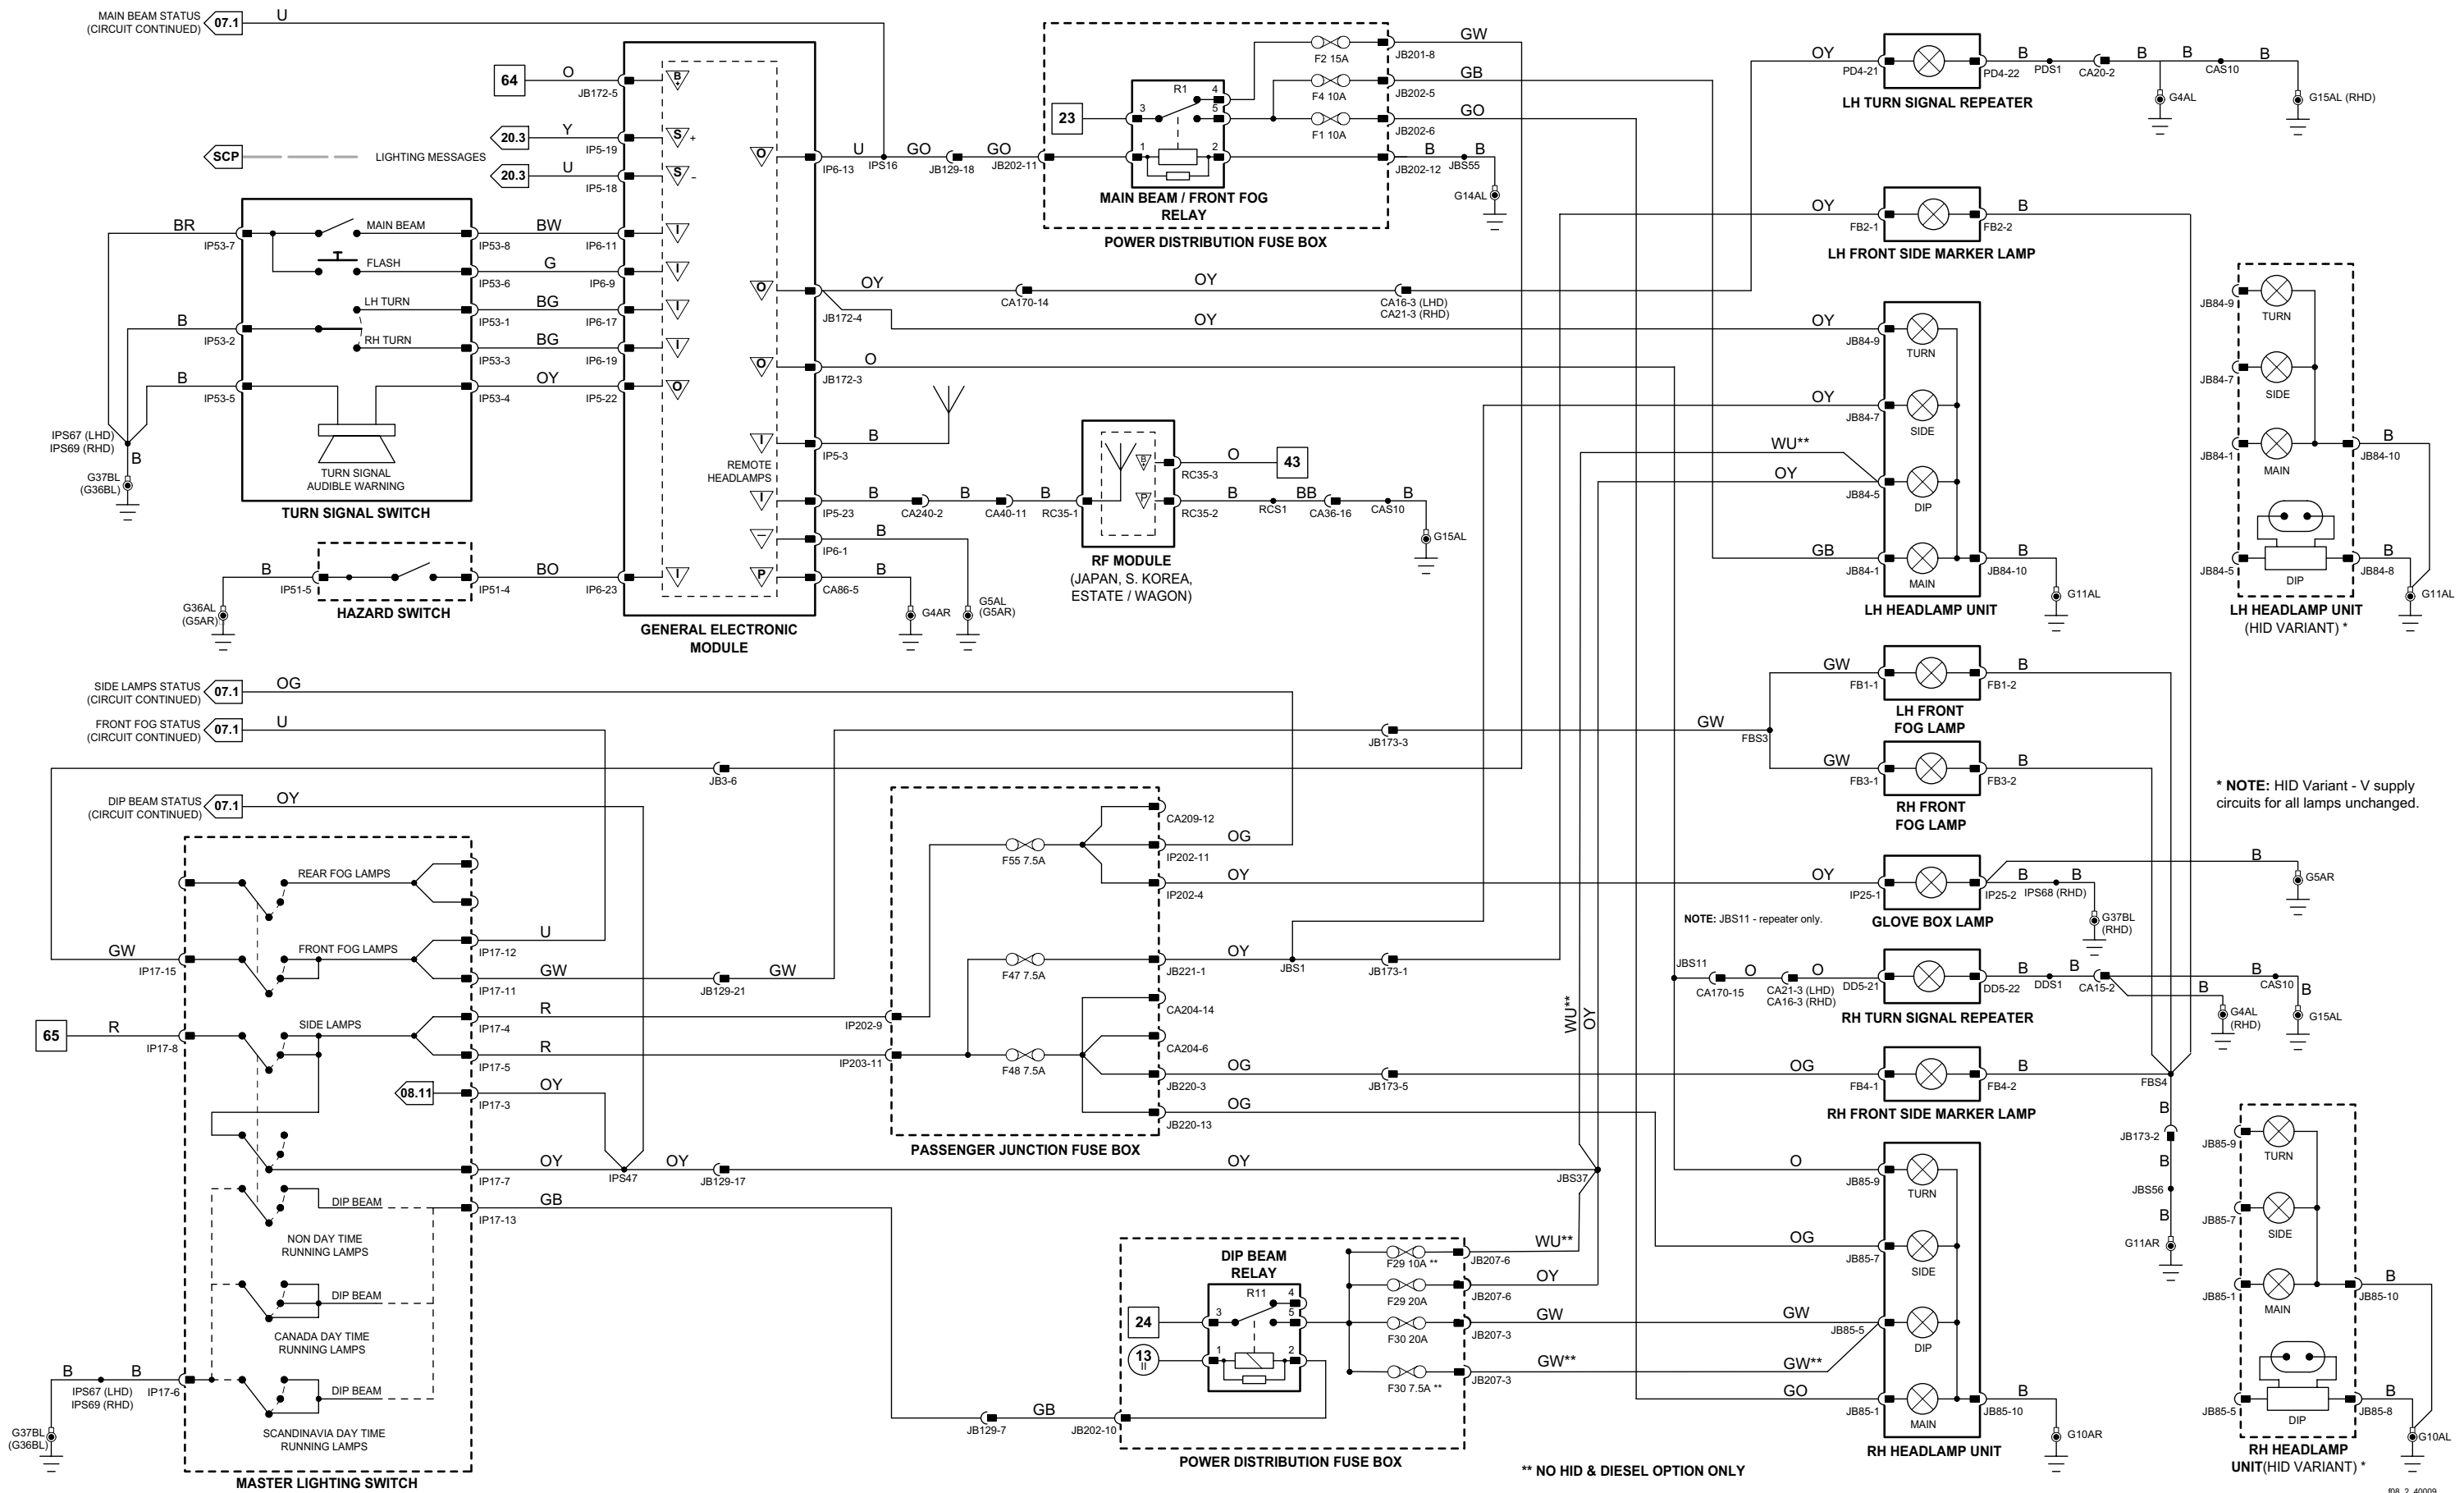 MAIN BEAM STATUS
(CIRCUIT CONTINUED)
07.1
U
64
O
JB172-5
B
+
20.3
Y
IP5-19
S
+
SCP
LIGHTING MESSAGES
20.3
U
IP5-18
S
–
BR
IP53-7
MAIN BEAM
BW
IP53-8
IP6-11
I
FLASH
G
IP53-6
IP6-9
I
LH TURN
BG
IP53-1
IP6-17
I
B
IP53-2
RH TURN
BG
IP53-3
IP6-19
I
B
IP53-5
OY
IP53-4
IP5-22
O
IPS67 (LHD)
IPS69 (RHD)
B
G37BL
(G36BL)
TURN SIGNAL
AUDIBLE WARNING
TURN SIGNAL SWITCH
B
IP51-5
G36AL
(G5AR)
IP51-4
BO
IP6-23
I
HAZARD SWITCH
GENERAL ELECTRONIC
MODULE
O
IP6-13
U
IPS16
GO
JB129-18
GO
JB202-11
O
JB172-4
OY
CA170-14
OY
CA16-3 (LHD)
CA21-3 (RHD)
OY
O
JB172-3
O
I
REMOTE
HEADLAMPS
IP5-3
B
I
IP5-23
B
CA240-2
B
CA40-11
B
RC35-1
–
IP6-1
B
P
CA86-5
B
G4AR
G5AL
(G5AR)
23
R1
3
4
5
1
2
F2 15A
F4 10A
F1 10A
JB201-8
GW
JB202-5
GB
JB202-6
GO
JB202-12
B
JBS55
B
G14AL
MAIN BEAM / FRONT FOG
RELAY
POWER DISTRIBUTION FUSE BOX
B
+
RC35-3
O
43
P
RC35-2
B
RCS1
BB
CA36-16
CAS10
B
G15AL
RF MODULE
(JAPAN, S. KOREA,
ESTATE / WAGON)
OY
PD4-21
PD4-22
B
PDS1
CA20-2
B
B
CAS10
B
G4AL
G15AL (RHD)
LH TURN SIGNAL REPEATER
OY
FB2-1
FB2-2
B
LH FRONT SIDE MARKER LAMP
OY
JB84-9
TURN
OY
JB84-7
SIDE
WU**
OY
JB84-5
DIP
GB
JB84-1
MAIN
JB84-10
B
G11AL
LH HEADLAMP UNIT
JB84-9
TURN
JB84-7
SIDE
JB84-1
MAIN
JB84-10
B
JB84-5
DIP
JB84-8
B
G11AL
LH HEADLAMP UNIT
(HID VARIANT) *
SIDE LAMPS STATUS
(CIRCUIT CONTINUED)
07.1
OG
FRONT FOG STATUS
(CIRCUIT CONTINUED)
07.1
U
JB3-6
DIP BEAM STATUS
(CIRCUIT CONTINUED)
07.1
OY
JB173-3
GW
FBS3
GW
FB1-1
FB1-2
B
LH FRONT
FOG LAMP
GW
FB3-1
FB3-2
B
RH FRONT
FOG LAMP
* NOTE: HID Variant - V supply
circuits for all lamps unchanged.
REAR FOG LAMPS
GW
IP17-15
FRONT FOG LAMPS
IP17-12
U
IP17-11
GW
JB129-21
GW
65
R
IP17-8
SIDE LAMPS
IP17-4
R
IP202-9
IP17-5
R
IP203-11
08.11
IP17-3
OY
IP17-7
OY
IPS47
OY
JB129-17
OY
JBS37
DIP BEAM
IP17-13
GB
NON DAY TIME
RUNNING LAMPS
DIP BEAM
CANADA DAY TIME
RUNNING LAMPS
B
B
IPS67 (LHD)
IPS69 (RHD)
IP17-6
DIP BEAM
G37BL
(G36BL)
SCANDINAVIA DAY TIME
RUNNING LAMPS
MASTER LIGHTING SWITCH
F55 7.5A
CA209-12
IP202-11
OG
IP202-4
OY
F47 7.5A
JB221-1
OY
JBS1
JB173-1
CA204-14
F48 7.5A
CA204-6
JB220-3
OG
JB173-5
JB220-13
OG
PASSENGER JUNCTION FUSE BOX
WU**
OY
OY
IP25-1
IP25-2
B
IPS68 (RHD)
B
B
G5AR
G37BL
(RHD)
GLOVE BOX LAMP
NOTE: JBS11 - repeater only.
JBS11
CA170-15
O
CA21-3 (LHD)
CA16-3 (RHD)
O
DD5-21
DD5-22
B
DDS1
B
CA15-2
B
CAS10
B
B
G4AL
(RHD)
G15AL
RH TURN SIGNAL REPEATER
OG
FB4-1
FB4-2
B
FBS4
RH FRONT SIDE MARKER LAMP
B
JB173-2
B
JBS56
B
G11AR
DIP BEAM
RELAY
R11
24
3
4
5
13
II
1
2
F29 10A **
JB207-6
WU**
F29 20A
JB207-6
OY
F30 20A
JB207-3
GW
F30 7.5A **
JB207-3
GW**
JB129-7
GB
JB202-10
POWER DISTRIBUTION FUSE BOX
** NO HID & DIESEL OPTION ONLY
O
JB85-9
TURN
OG
JB85-7
SIDE
GW
JB85-5
DIP
GW**
GO
JB85-1
MAIN
JB85-10
B
G10AR
RH HEADLAMP UNIT
JB85-9
TURN
JB85-7
SIDE
JB85-1
MAIN
JB85-10
B
JB85-5
DIP
JB85-8
B
G10AL
RH HEADLAMP
UNIT(HID VARIANT) *
f08_2_40009